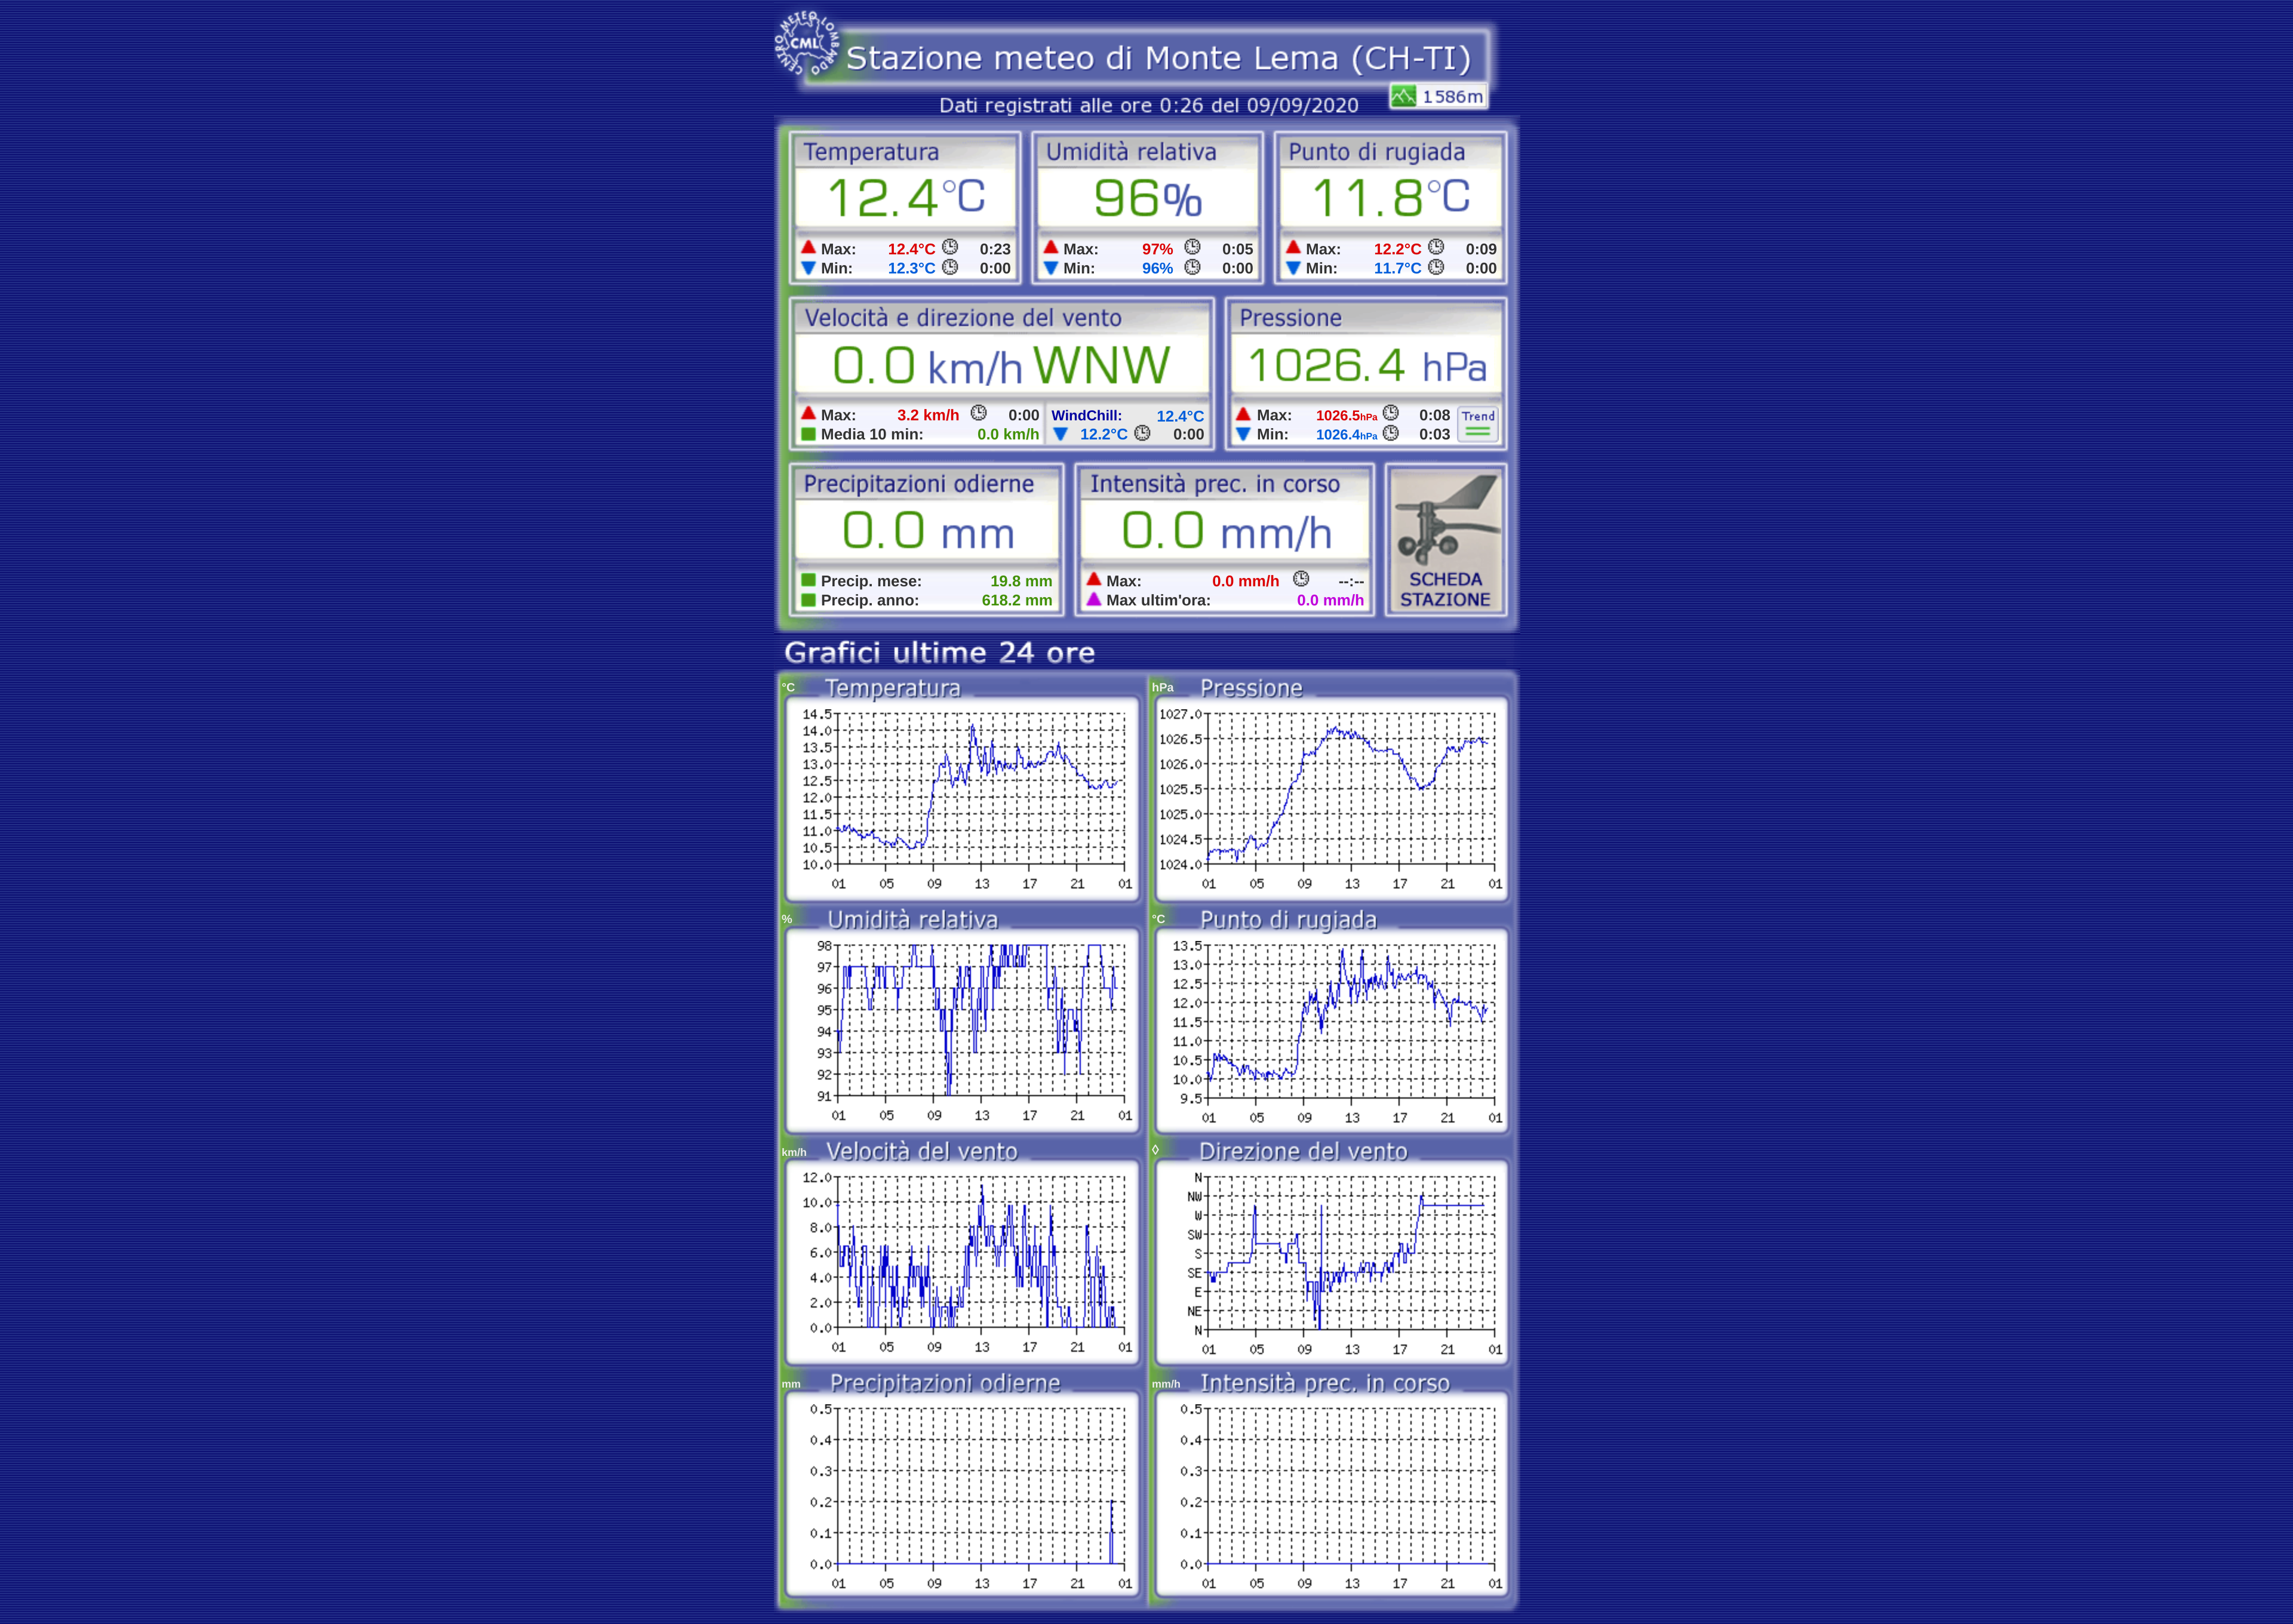 CENTRO METEO LOMBARDO
CML
Stazione meteo di Monte Lema (CH-TI)
Dati registrati alle ore 0:26 del 09/09/2020
1586m
Temperatura
12.4°C
Max: 12.4°C 0:23
Min: 12.3°C 0:00
Umidità relativa
96%
Max: 97% 0:05
Min: 96% 0:00
Punto di rugiada
11.8°C
Max: 12.2°C 0:09
Min: 11.7°C 0:00
Velocità e direzione del vento
0.0 km/h WNW
Max: 3.2 km/h 0:00
Media 10 min: 0.0 km/h
WindChill: 12.4°C
12.2°C 0:00
Pressione
1026.4 hPa
Max: 1026.5hPa 0:08
Min: 1026.4hPa 0:03
Trend
Precipitazioni odierne
0.0 mm
Precip. mese: 19.8 mm
Precip. anno: 618.2 mm
Intensità prec. in corso
0.0 mm/h
Max: 0.0 mm/h --:--
Max ultim'ora: 0.0 mm/h
SCHEDA
STAZIONE
Grafici ultime 24 ore
°C Temperatura
14.5
14.0
13.5
13.0
12.5
12.0
11.5
11.0
10.5
10.0
01 05 09 13 17 21 01
hPa Pressione
1027.0
1026.5
1026.0
1025.5
1025.0
1024.5
1024.0
01 05 09 13 17 21 01
% Umidità relativa
98
97
96
95
94
93
92
91
01 05 09 13 17 21 01
°C Punto di rugiada
13.5
13.0
12.5
12.0
11.5
11.0
10.5
10.0
9.5
01 05 09 13 17 21 01
km/h Velocità del vento
12.0
10.0
8.0
6.0
4.0
2.0
0.0
01 05 09 13 17 21 01
◊ Direzione del vento
N
NW
W
SW
S
SE
E
NE
N
01 05 09 13 17 21 01
mm Precipitazioni odierne
0.5
0.4
0.3
0.2
0.1
0.0
01 05 09 13 17 21 01
mm/h Intensità prec. in corso
0.5
0.4
0.3
0.2
0.1
0.0
01 05 09 13 17 21 01